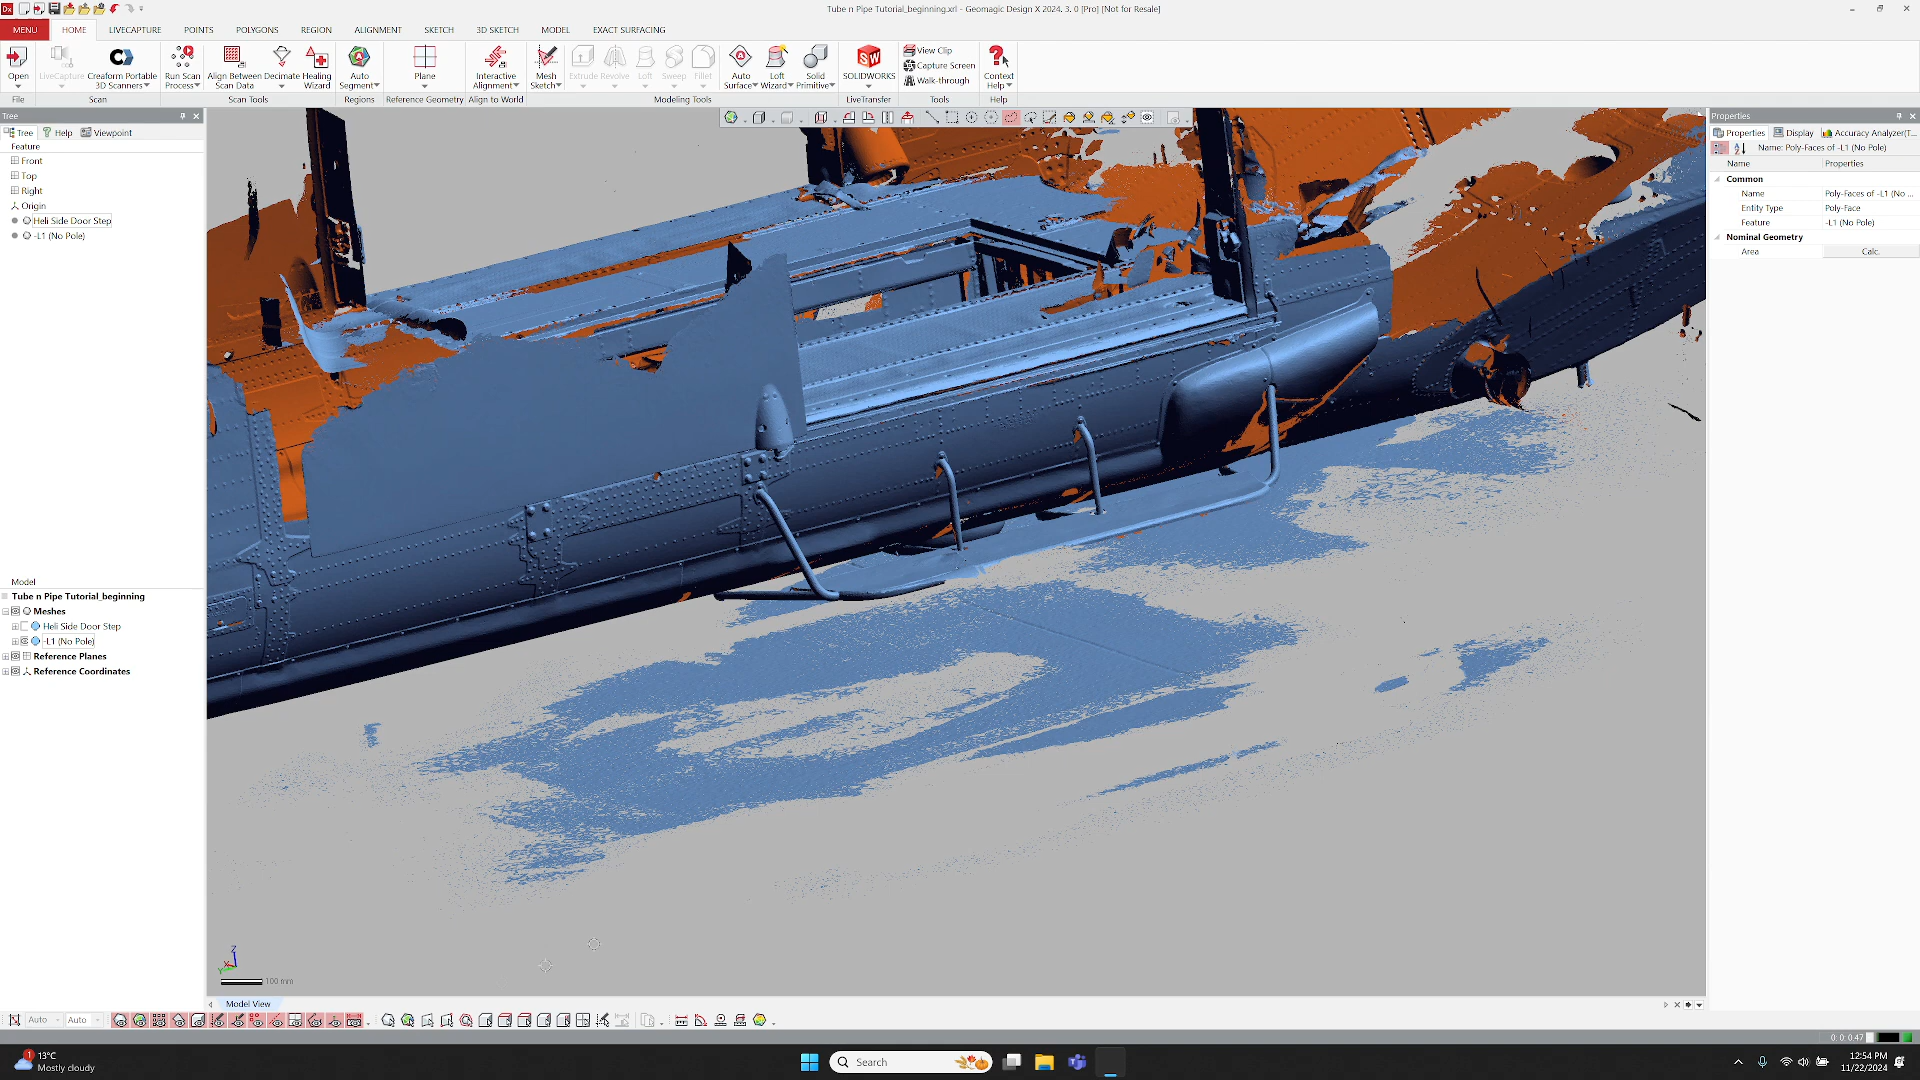 Tube n Pipe Tutorial_beginning.xrl - Geomagic Design X 2024. 3. 0 [Pro] [Not for Resale]
MENU HOME LIVECAPTURE POINTS POLYGONS REGION ALIGNMENT SKETCH 3D SKETCH MODEL EXACT SURFACING
Open LiveCapture Creaform Portable 3D Scanners Run Scan Process Align Between Scan Data Decimate Healing Wizard Auto Segment Plane Interactive Alignment Mesh Sketch Extrude Revolve Loft Sweep Fillet Auto Surface Loft Wizard Solid Primitive SOLIDWORKS View Clip Capture Screen Walk-through Context Help
File Scan Scan Tools Regions Reference Geometry Align to World Modeling Tools LiveTransfer Tools Help
Tree
Tree Help Viewpoint
Feature
Front
Top
Right
Origin
Heli Side Door Step
-L1 (No Pole)
Model
Tube n Pipe Tutorial_beginning
Meshes
Heli Side Door Step
-L1 (No Pole)
Reference Planes
Reference Coordinates
Z
X
Y
100 mm
Model View
Properties
Properties Display Accuracy Analyzer(T...
Name: Poly-Faces of -L1 (No Pole)
Name Properties
Common
Name Poly-Faces of -L1 (No ...
Entity Type Poly-Face
Feature -L1 (No Pole)
Nominal Geometry
Area Calc.
Auto Auto
0: 0: 0.47
1
13°C
Mostly cloudy
Search
12:54 PM
11/22/2024